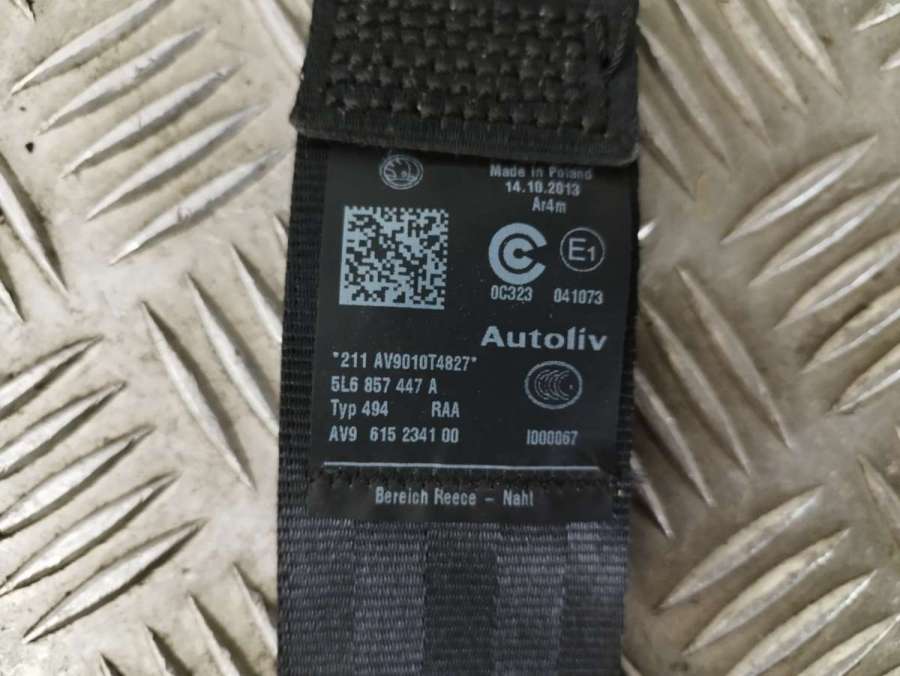 Made in Poland
14.10.2013
Ar4m
E1
0C323 041073
Autoliv
*211 AV9010T4827*
5L6 857 447 A
Typ 494 RAA
AV9 615 2341 00 I000067
Bereich Reece - Naht